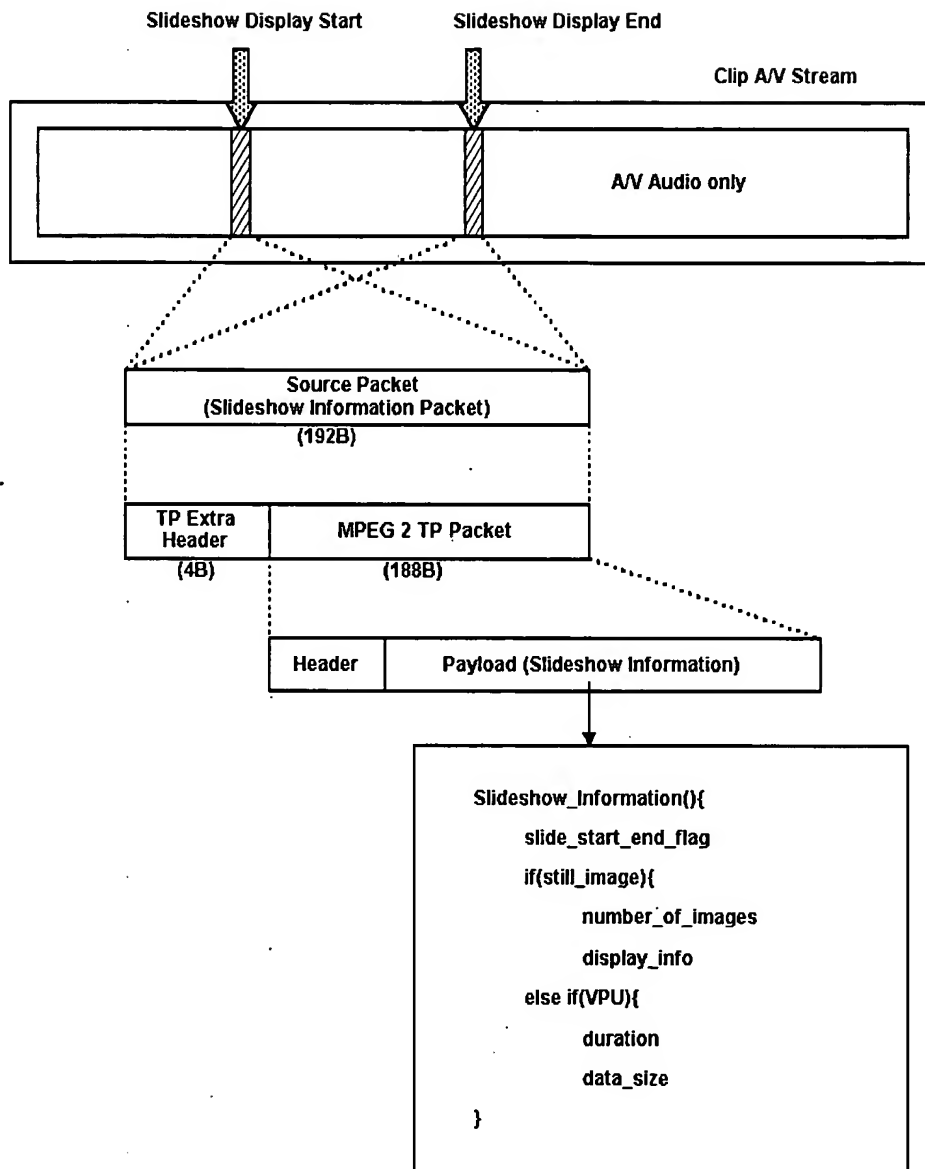 Slideshow Display Start
Slideshow Display End
Clip A/V Stream
A/V Audio only
Source Packet
(Slideshow Information Packet)
(192B)
TP Extra
Header
MPEG 2 TP Packet
(4B)
(188B)
Header
Payload (Slideshow Information)
Slideshow_Information(){
slide_start_end_flag
if(still_image){
number_of_images
display_info
else if(VPU){
duration
data_size
}